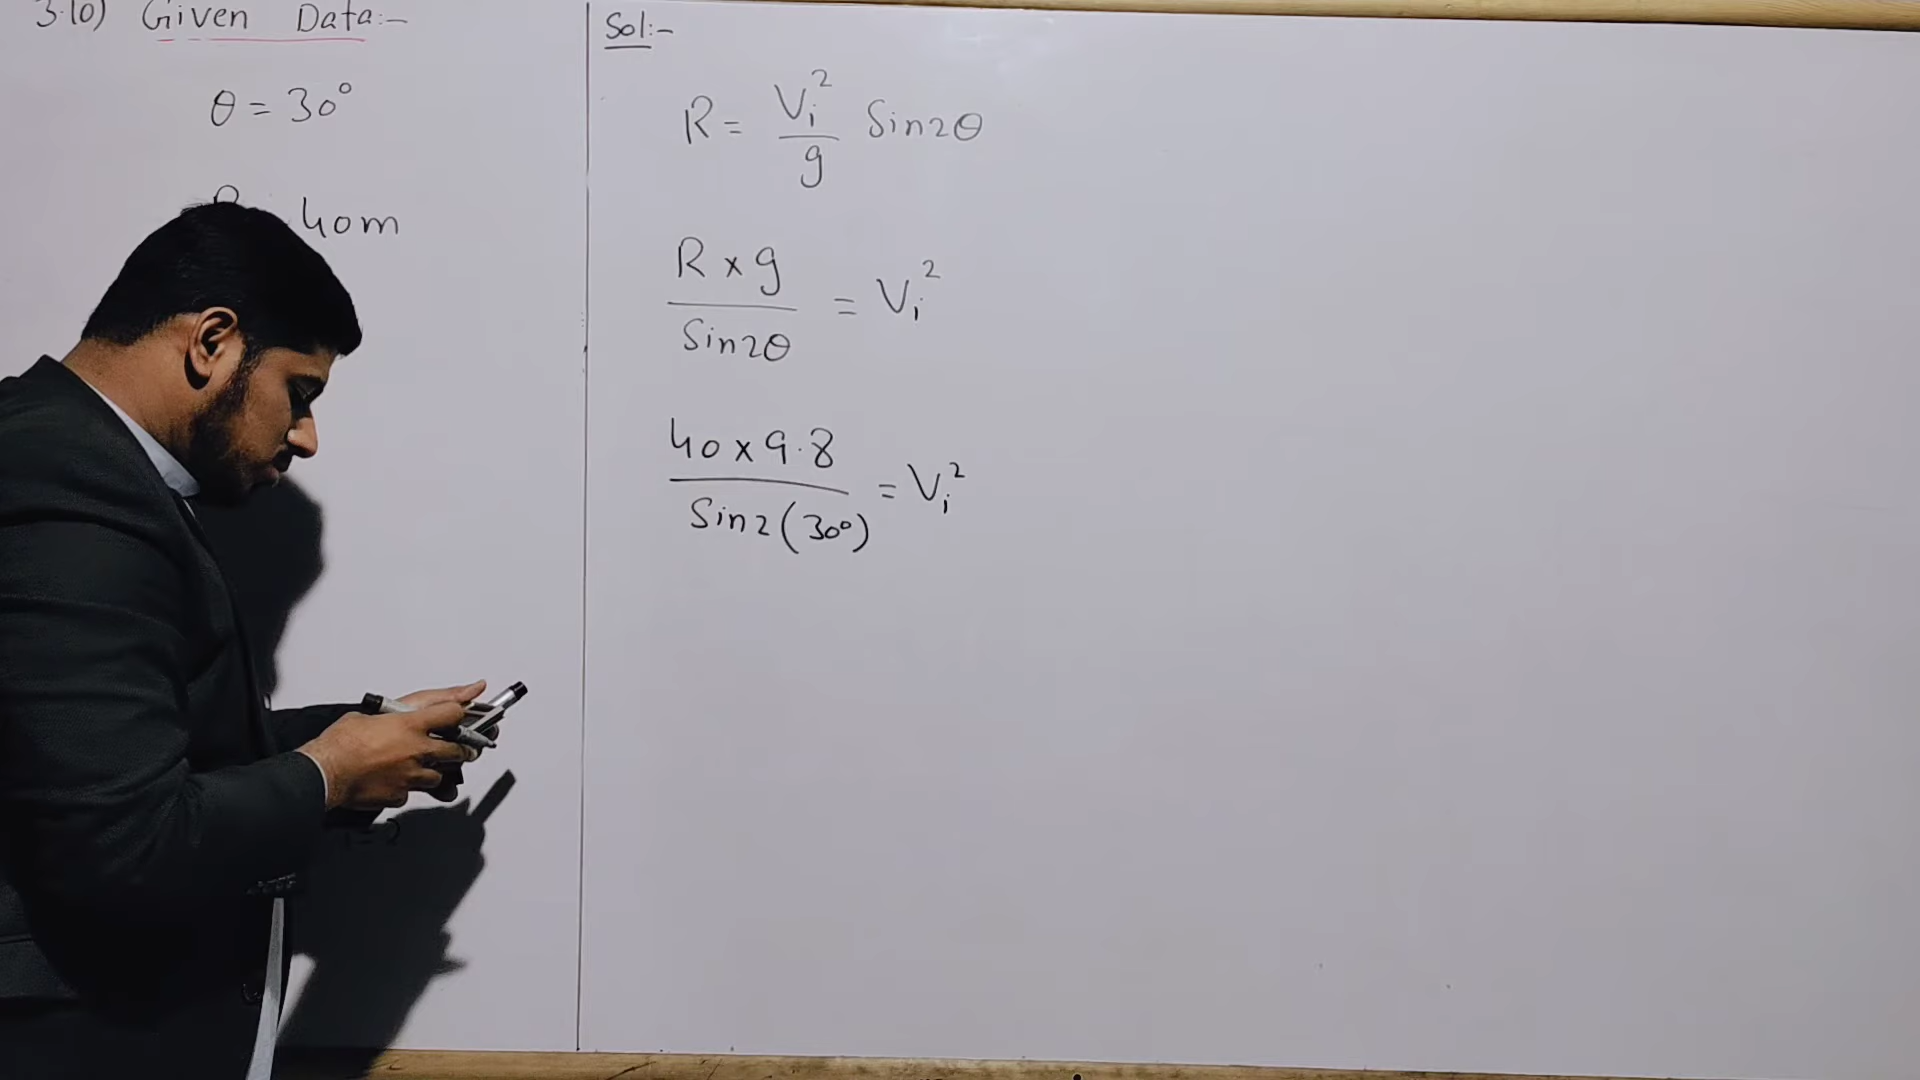 3.10) Given Data:-
θ = 30°
40m
Sol:-
R = Vi² / g Sin2θ
R x g / Sin2θ = Vi²
40 x 9.8 / Sin2(30°) = Vi²